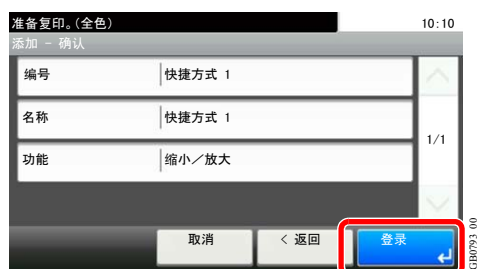 准备复印。(全色)
10:10
添加 - 确认
编号 快捷方式 1
名称 快捷方式 1
功能 缩小／放大
1/1
取消 < 返回 登录
GB0793_00